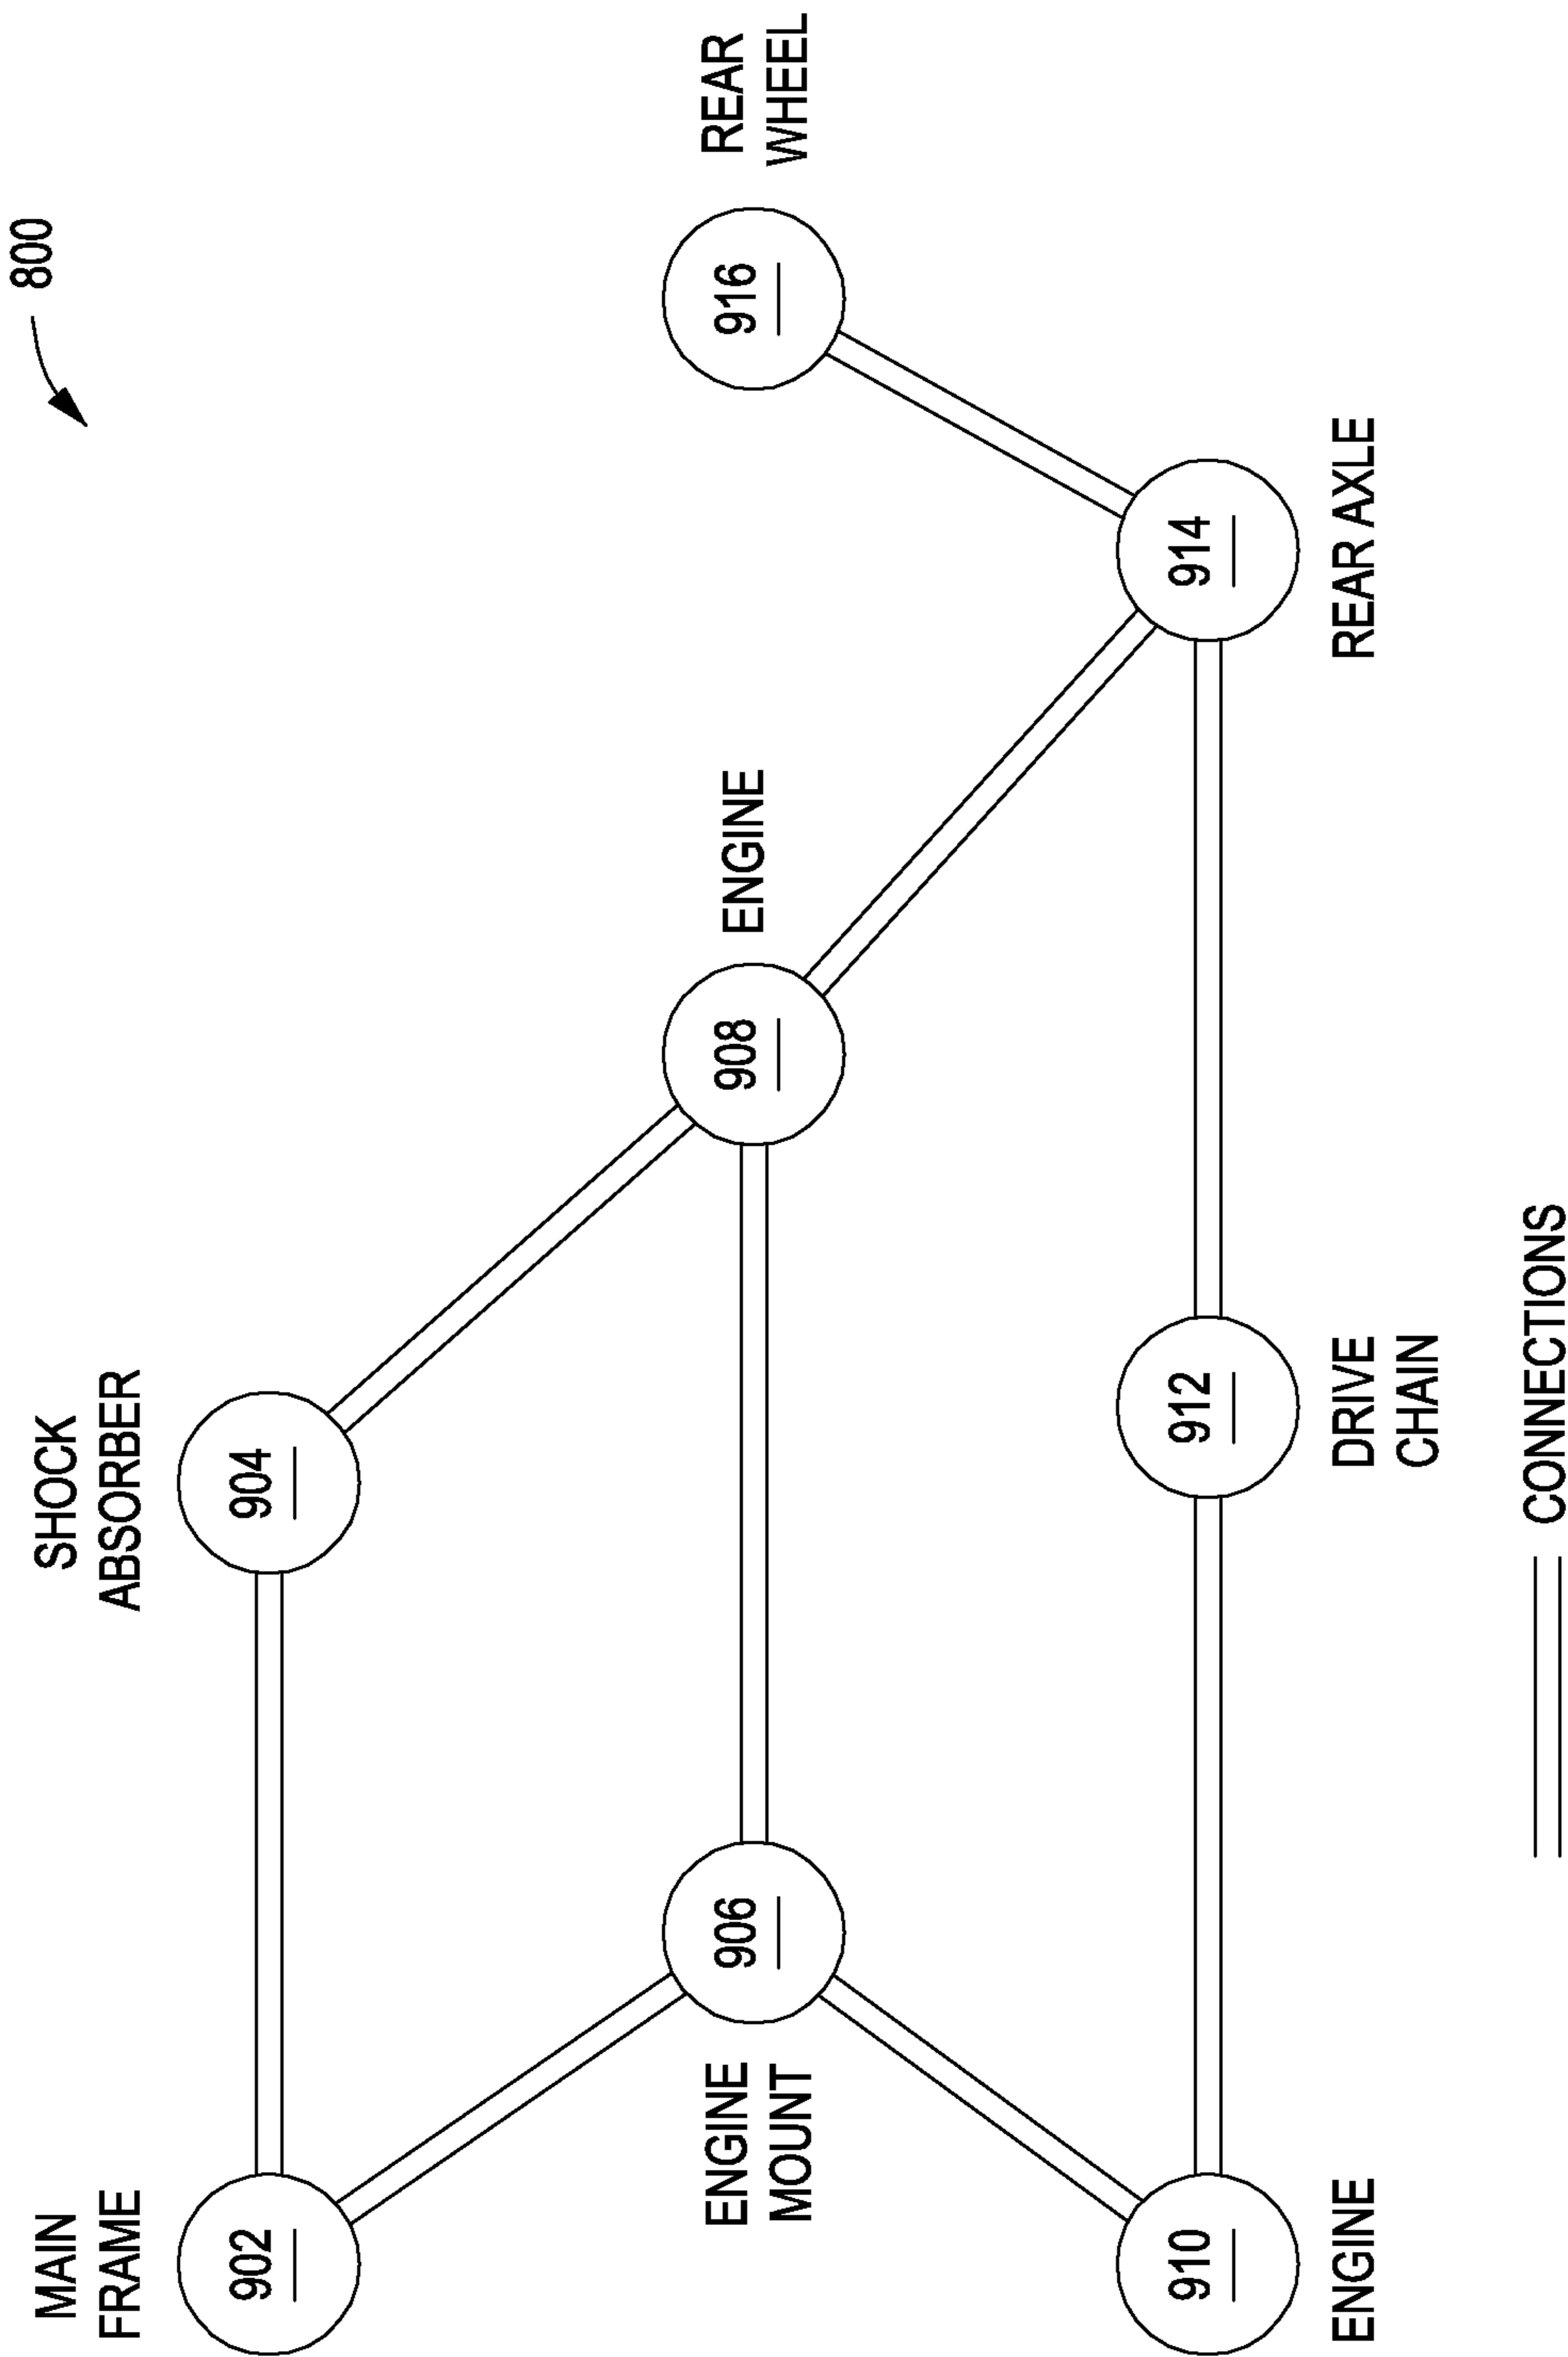 800
MAIN
FRAME
902
SHOCK
ABSORBER
904
ENGINE
MOUNT
906
908
ENGINE
916
REAR
WHEEL
910
ENGINE
912
DRIVE
CHAIN
914
REAR AXLE
CONNECTIONS